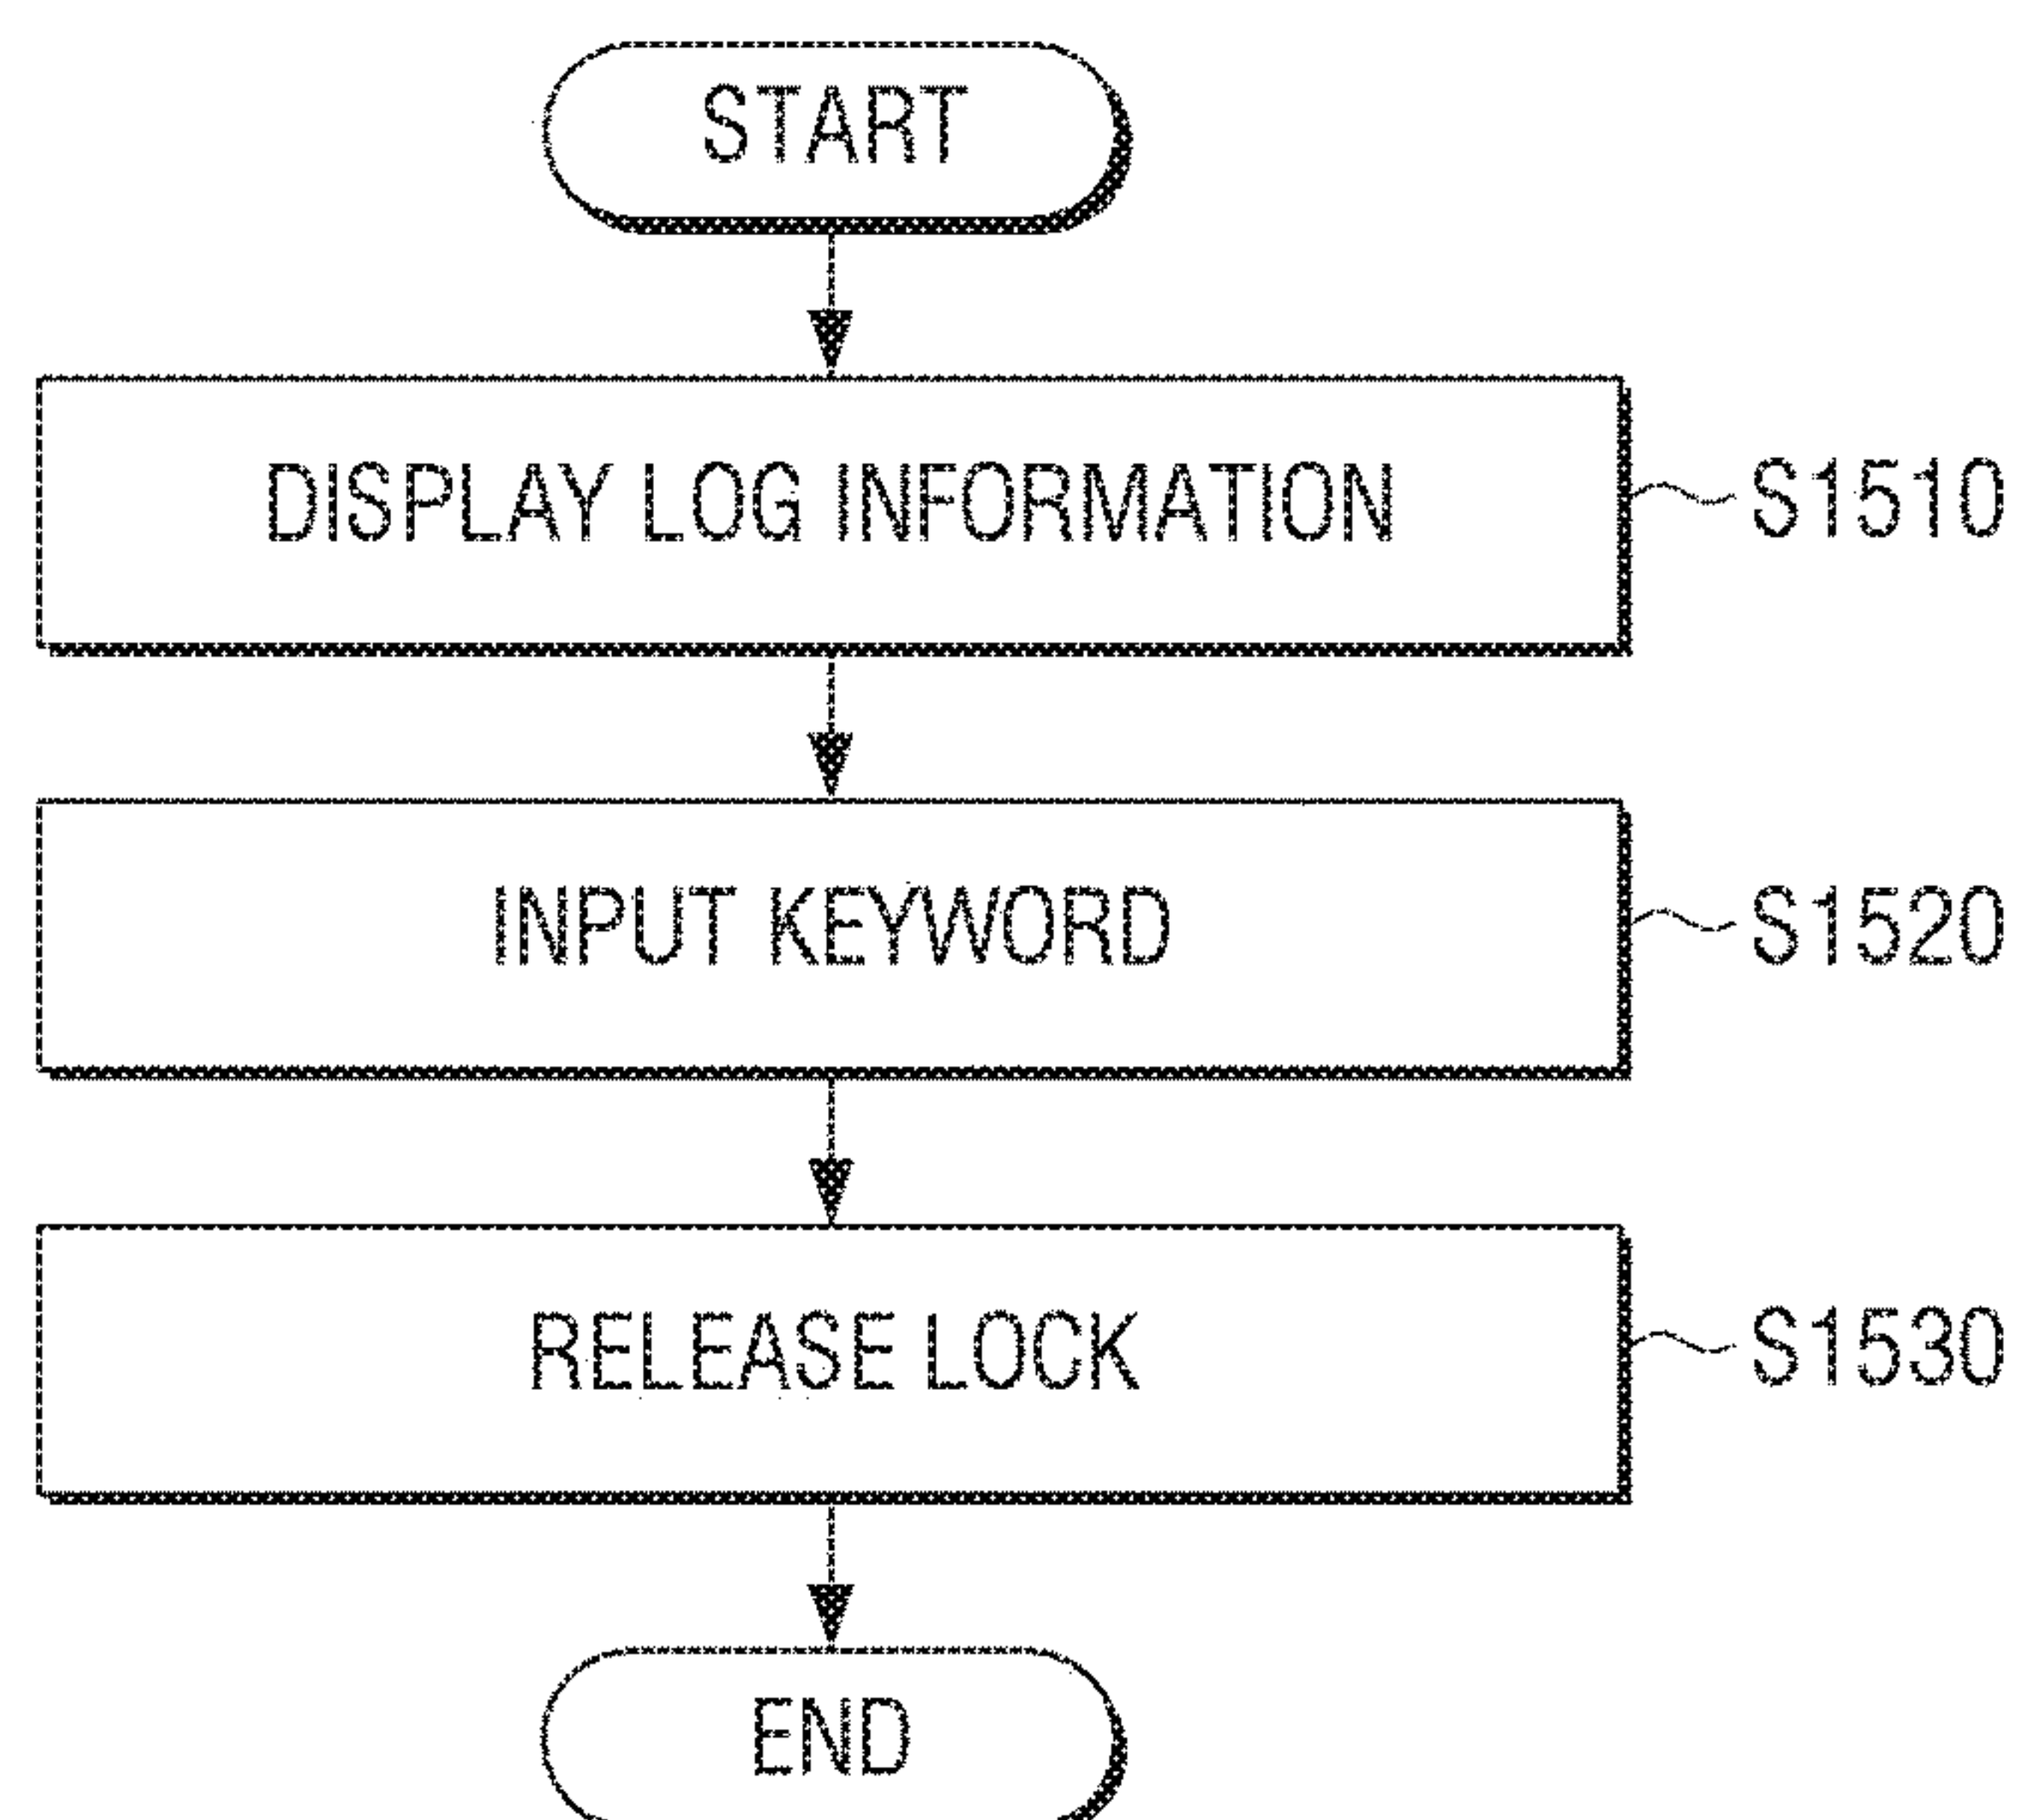 START
DISPLAY LOG INFORMATION
S1510
INPUT KEYWORD
S1520
RELEASE LOCK
S1530
END